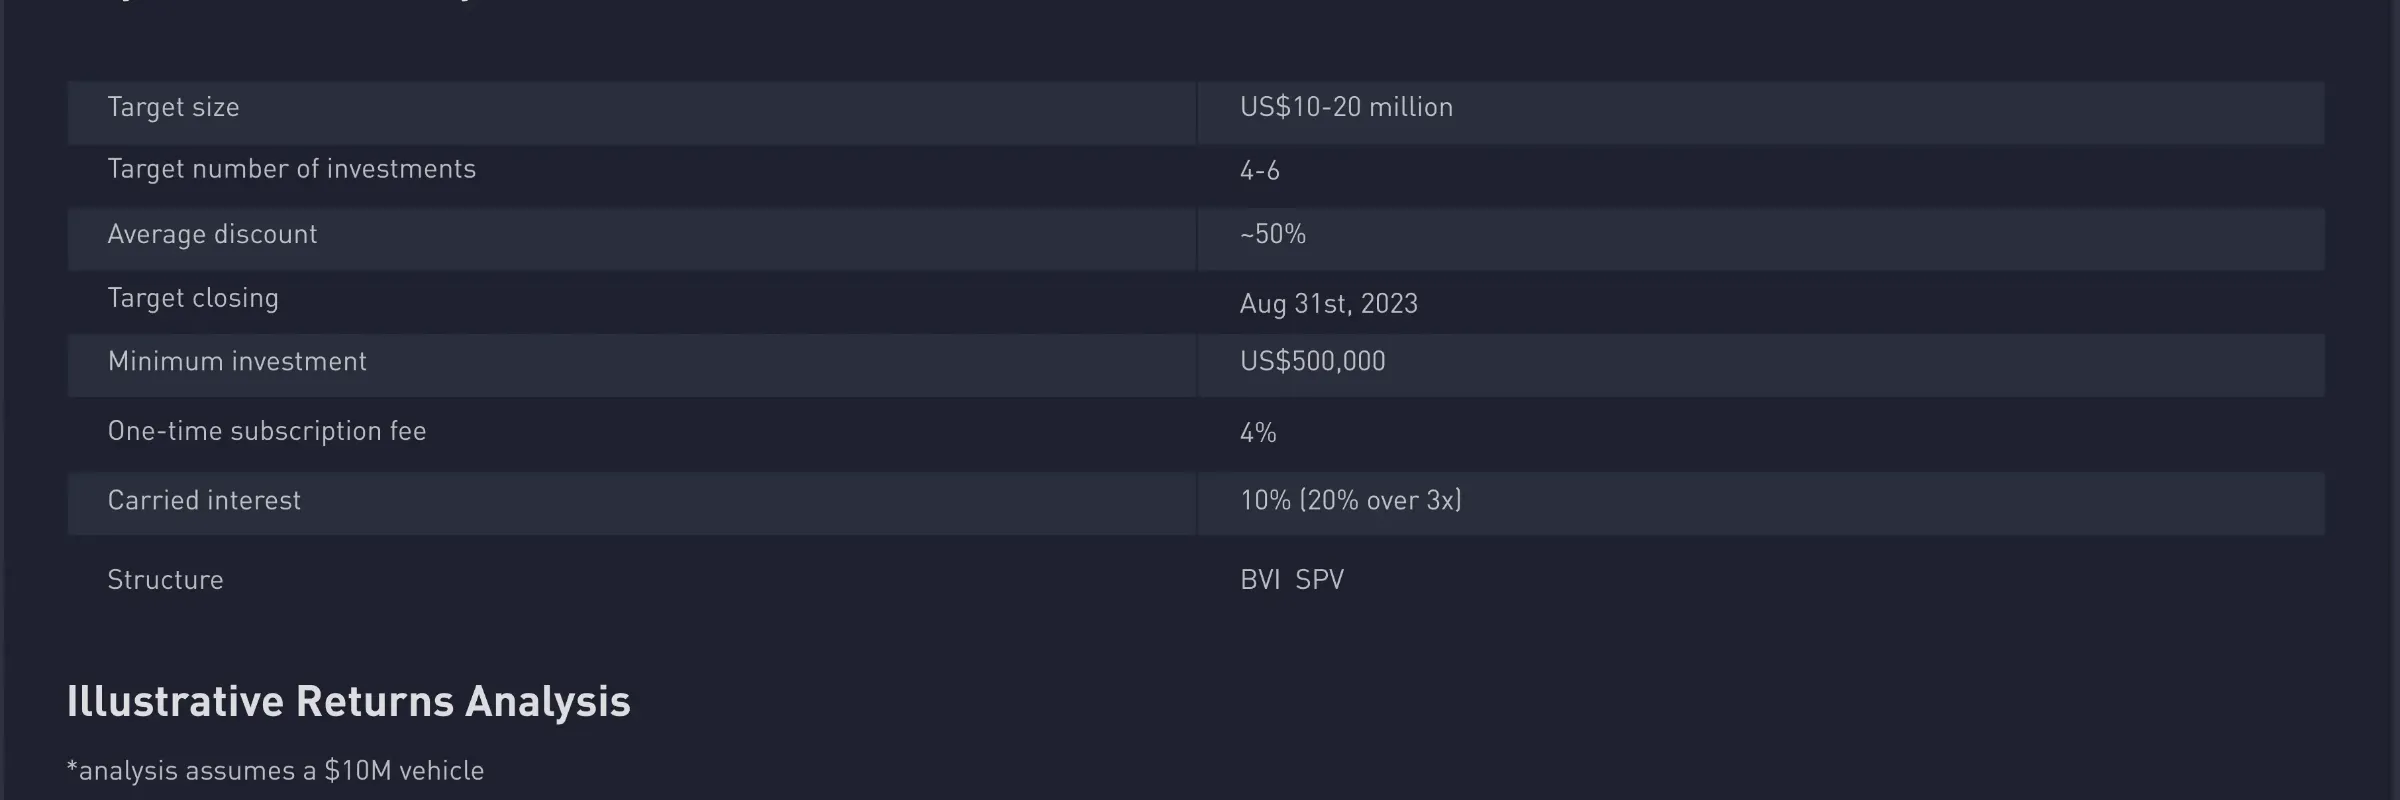 Target size US$10-20 million
Target number of investments 4-6
Average discount ~50%
Target closing Aug 31st, 2023
Minimum investment US$500,000
One-time subscription fee 4%
Carried interest 10% (20% over 3x)
Structure BVI SPV
Illustrative Returns Analysis
*analysis assumes a $10M vehicle